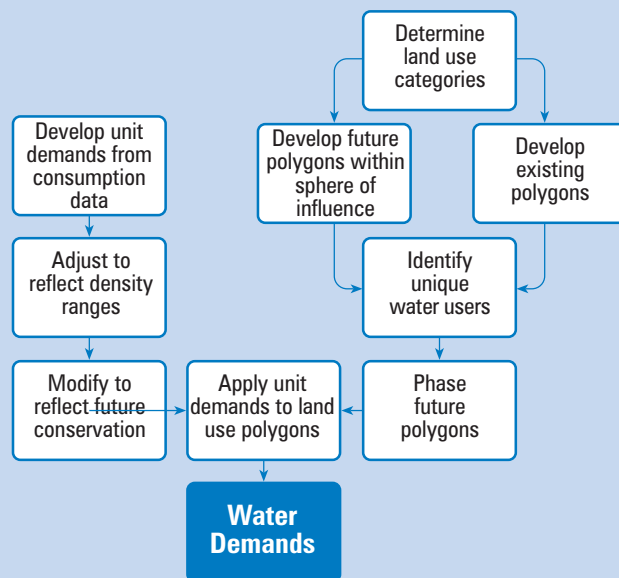 Determine
land use
categories
Develop unit
demands from
consumption
data
Develop future
polygons within
sphere of
influence
Develop
existing
polygons
Adjust to
reflect density
ranges
Identify
unique
water users
Modify to
reflect future
conservation
Apply unit
demands to land
use polygons
Phase
future
polygons
Water
Demands